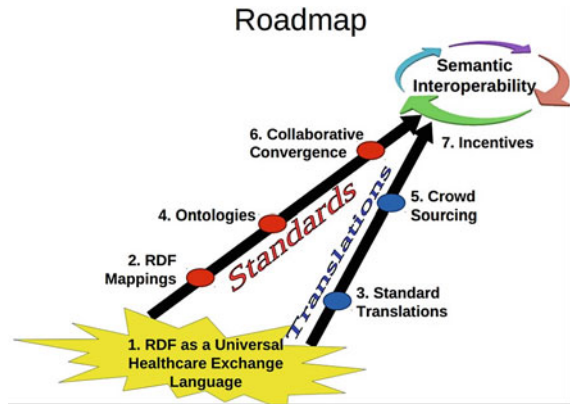 Roadmap
Semantic
Interoperability
6. Collaborative
Convergence
7. Incentives
4. Ontologies
5. Crowd
Sourcing
Standards
Translations
2. RDF
Mappings
3. Standard
Translations
1. RDF as a Universal
Healthcare Exchange
Language